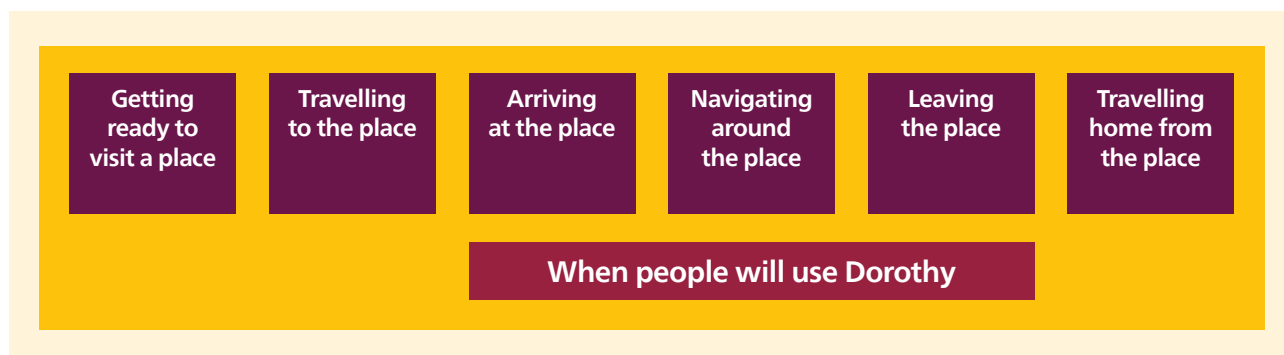 Getting
ready to
visit a place
Travelling
to the place
Arriving
at the place
Navigating
around
the place
Leaving
the place
Travelling
home from
the place
When people will use Dorothy